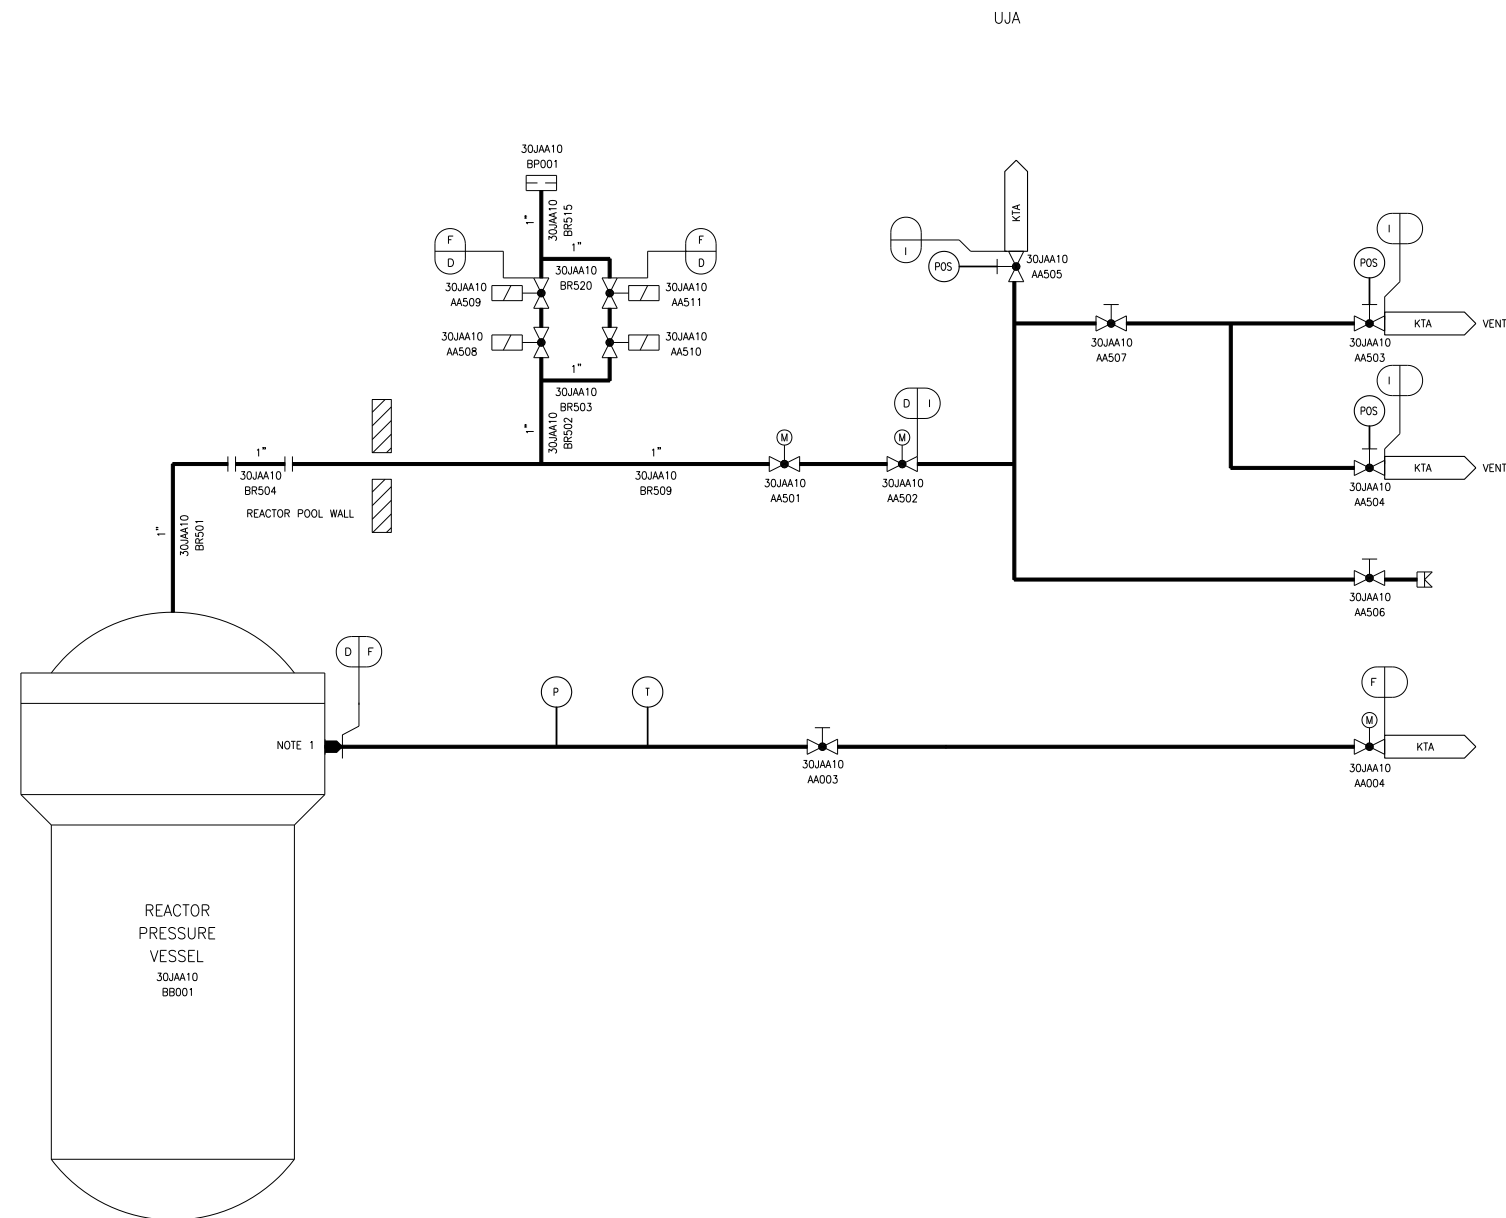 UJA
30JAA10
BP001
1"
30JAA10
BR515
KTA
F
D
F
D
1"
30JAA10
BR520
I
POS
30JAA10
AA505
I
POS
30JAA10
AA509
30JAA10
AA511
KTA
VENT
30JAA10
AA508
30JAA10
AA510
30JAA10
AA507
30JAA10
AA503
1"
30JAA10
BR503
I
POS
D
I
1"
30JAA10
BR502
M
M
1"
30JAA10
BR504
1"
30JAA10
BR509
30JAA10
AA501
30JAA10
AA502
KTA
VENT
30JAA10
AA504
REACTOR POOL WALL
1"
30JAA10
BR501
30JAA10
AA506
D
F
P
T
F
M
NOTE 1
KTA
30JAA10
AA003
30JAA10
AA004
REACTOR
PRESSURE
VESSEL
30JAA10
BB001